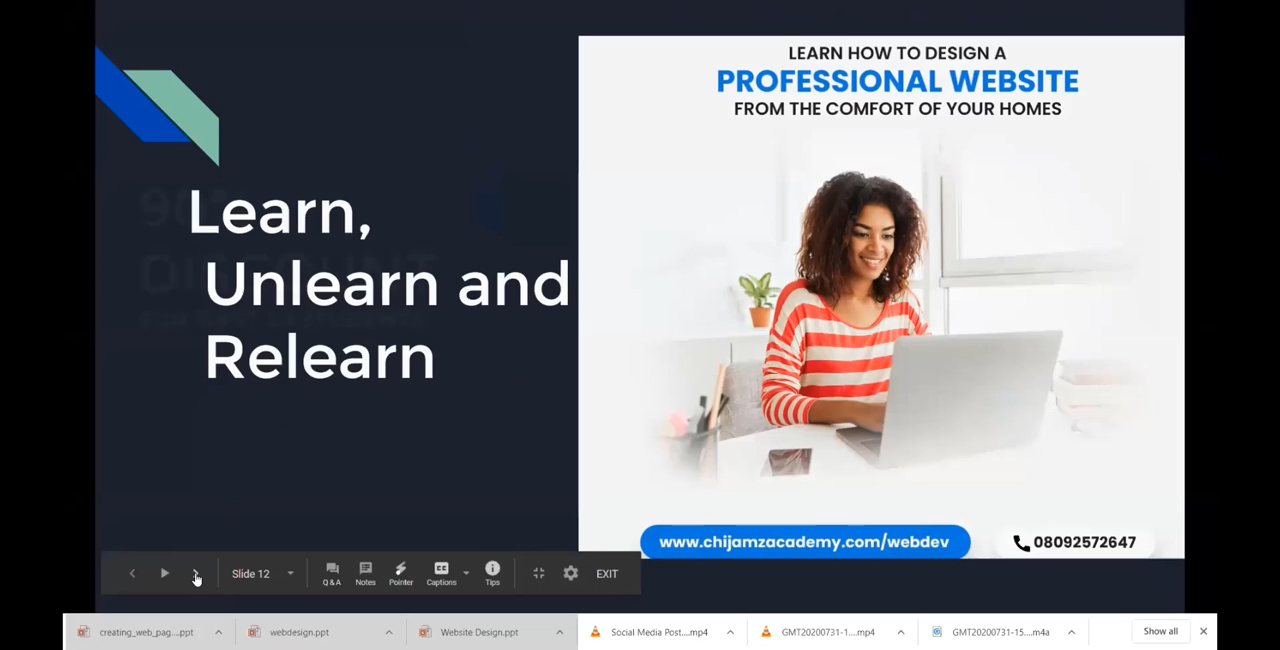 LEARN HOW TO DESIGN A
PROFESSIONAL WEBSITE
FROM THE COMFORT OF YOUR HOMES
Learn,
Unlearn and
Relearn
www.chijamzacademy.com/webdev
08092572647
Slide 12
Q & A
Notes
Pointer
CC
Captions
Tips
EXIT
creating_web_pag....ppt
webdesign.ppt
Website Design.ppt
Social Media Post....mp4
GMT20200731-1....mp4
GMT20200731-15....m4a
Show all